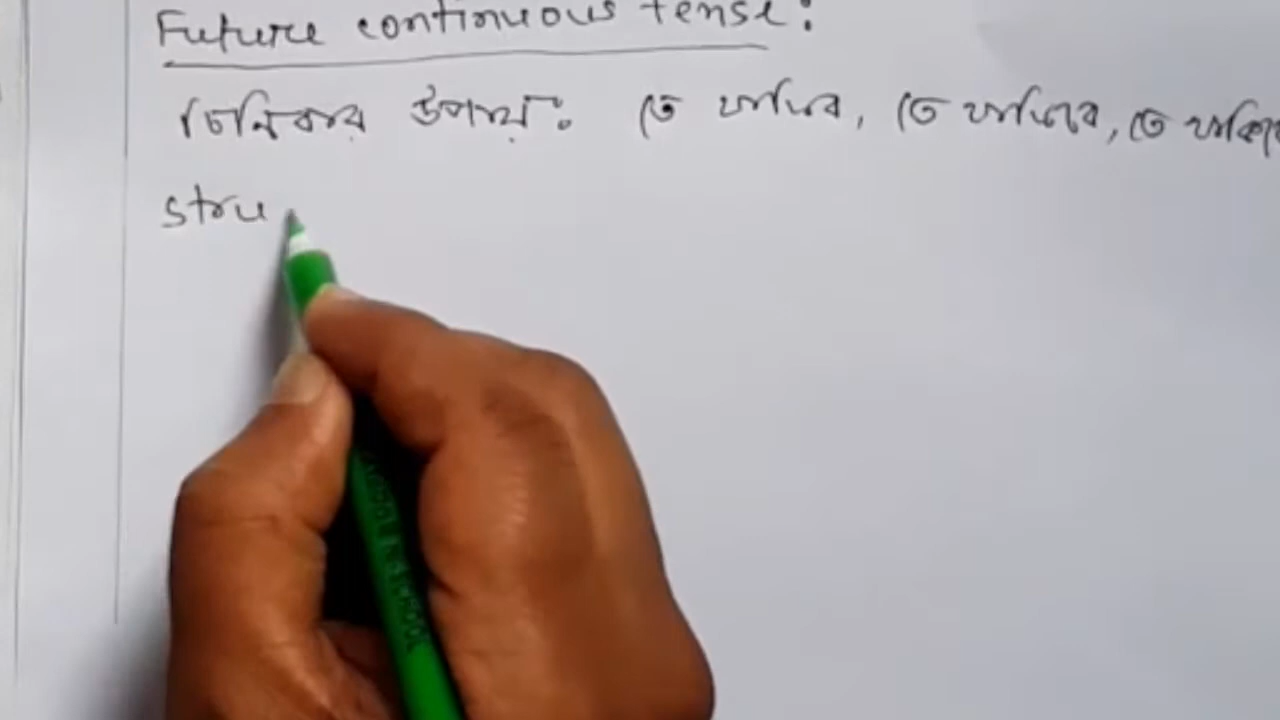 Future continuous tense:
চিনিবার উপায়: তে থাকিব, তে থাকিবে, তে থাকিবে
stru